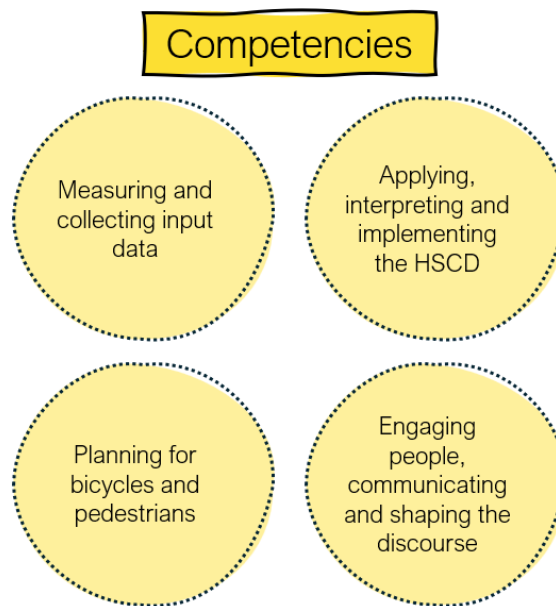 Competencies
Measuring and
collecting input
data
Applying,
interpreting and
implementing
the HSCD
Planning for
bicycles and
pedestrians
Engaging
people,
communicating
and shaping the
discourse